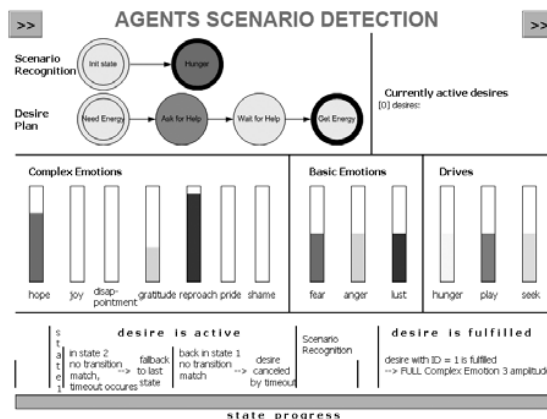 >>
AGENTS SCENARIO DETECTION
>>
Scenario
Recognition
Init state
Hunger
Desire
Plan
Need Energy
Ask for Help
Wait for Help
Get Energy
Currently active desires
[0] desires:
Complex Emotions
hope
joy
disap-
pointment
gratitude
reproach
pride
shame
Basic Emotions
fear
anger
lust
Drives
hunger
play
seek
state1
desire is active
in state 2
no transition
match,
timeout occures
-->
fallback
to last
state
back in state 1
no transition
match
-->
desire
canceled
by timeout
Scenario
Recognition
desire is fulfilled
desire with ID = 1 is fulfilled
--> FULL Complex Emotion 3 amplitude
state progress